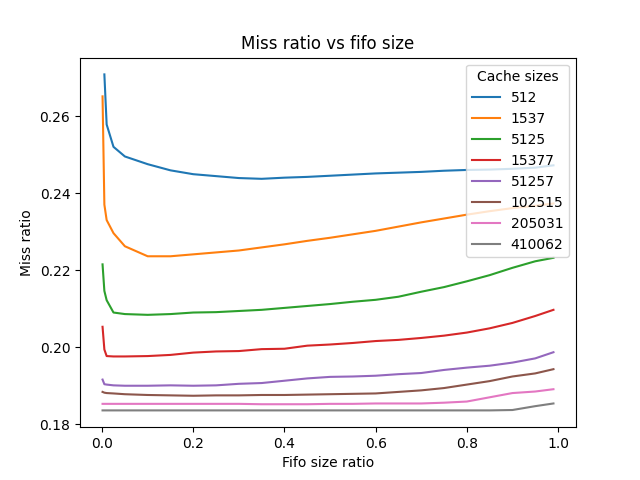 Miss ratio vs fifo size
Cache sizes
512
1537
5125
15377
51257
102515
205031
410062
0.26
0.24
0.22
0.20
0.18
Miss ratio
0.0 0.2 0.4 0.6 0.8 1.0
Fifo size ratio